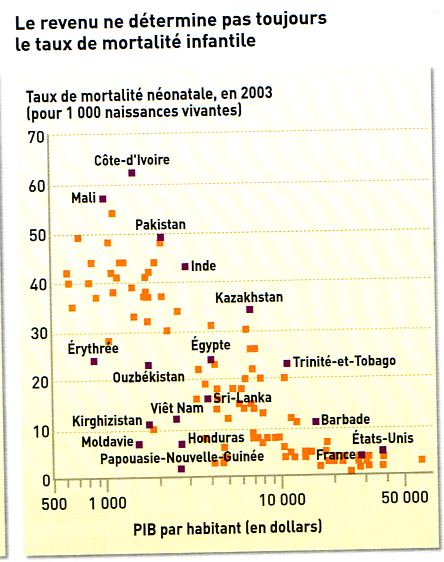 Le revenu ne détermine pas toujours
le taux de mortalité infantile
Taux de mortalité néonatale, en 2003
(pour 1 000 naissances vivantes)
70
60
50
40
30
20
10
0
Côte-d'Ivoire
Mali
Pakistan
Inde
Kazakhstan
Érythrée
Égypte
Trinité-et-Tobago
Ouzbékistan
Sri-Lanka
Viêt Nam
Kirghizistan
Barbade
Moldavie
Honduras
États-Unis
Papouasie-Nouvelle-Guinée
France
500 1 000 10 000 50 000
PIB par habitant (en dollars)